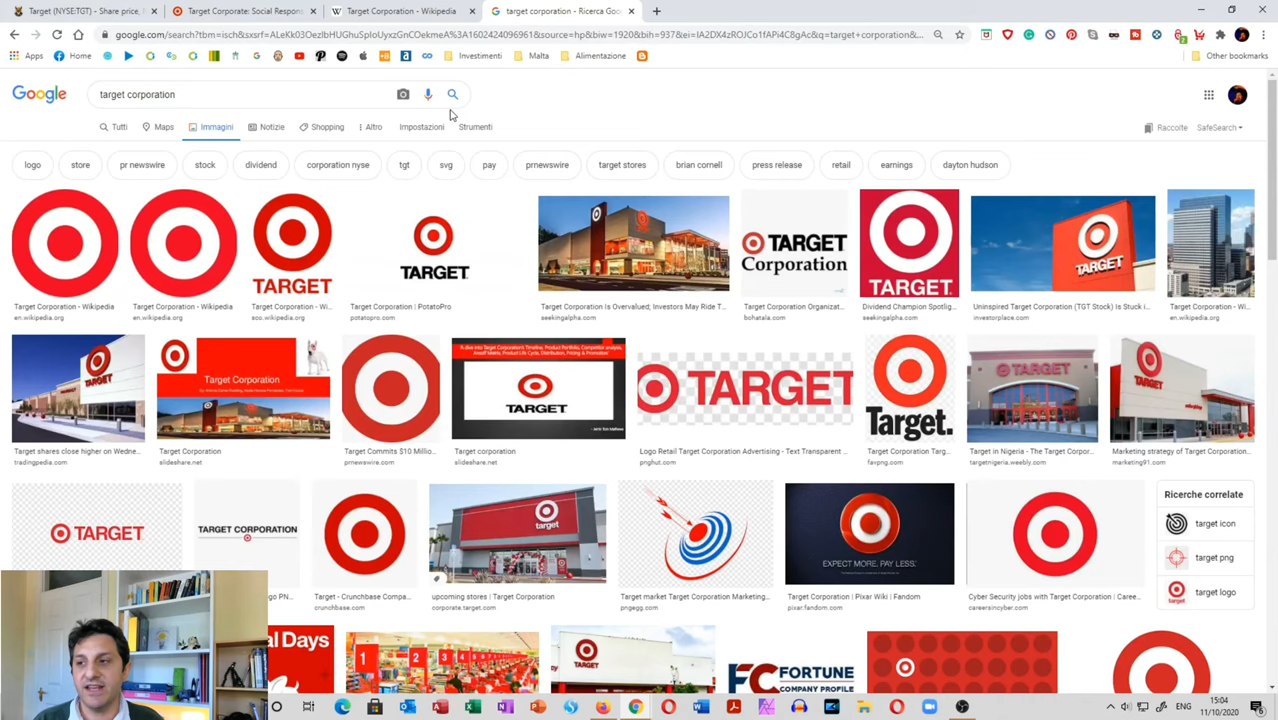 Target (NYSE:TGT) - Share price,
Target Corporate: Social Respons
Target Corporation - Wikipedia
target corporation - Ricerca Goo
google.com/search?tbm=isch&sxsrf=ALeKk03OezIbHUGhuSploUyxzGnCOekmeA%3A1602424096961&source=hp&biw=1920&bih=937&ei=IA2DX4zROJCo1fAPi4C8gAc&q=target+corporation&
Apps
Home
Investimenti
Malta
Alimentazione
Other bookmarks
Google
target corporation
Tutti
Maps
Immagini
Notizie
Shopping
Altro
Impostazioni
Strumenti
Raccolte
SafeSearch
logo
store
pr newswire
stock
dividend
corporation nyse
tgt
svg
pay
prnewswire
target stores
brian cornell
press release
retail
earnings
dayton hudson
TARGET
TARGET
TARGET
Corporation
TARGET
TARGET
Target Corporation - Wikipedia
en.wikipedia.org
Target Corporation - Wikipedia
en.wikipedia.org
Target Corporation - Wi...
eoo.wikipedia.org
Target Corporation | PotatoPro
potatopro.com
Target Corporation Is Overvalued; Investors May Ride T...
seekingalpha.com
Target Corporation Organizat...
bohatala.com
Dividend Champion Spotlig...
seekingalpha.com
Uninspired Target Corporation (TGT Stock) Is Stuck i...
investorplace.com
Target Corporation - Wi...
en.wikipedia.org
TARGET
Target Corporation
TARGET
TARGET
Target.
TARGET
TARGET
Target shares close higher on Wedne...
tradingpedia.com
Target Corporation
slideshare.net
Target Commits $10 Millio...
prnewswire.com
Target corporation
slideshare.net
Logo Retail Target Corporation Advertising - Text Transparent ...
pnghut.com
Target Corporation Targ...
favpng.com
Target in Nigeria - The Target Corpor...
targetnigeria.weebly.com
Marketing strategy of Target Corporation...
marketing91.com
TARGET
TARGET CORPORATION
target
EXPECT MORE. PAY LESS.
Ricerche correlate
target icon
target png
target logo
ogo PN...
Target - Crunchbase Compa...
crunchbase.com
upcoming stores | Target Corporation
corporate.target.com
Target market Target Corporation Marketing...
pngegg.com
Target Corporation | Pixar Wiki | Fandom
pixar.fandom.com
Cyber Security jobs with Target Corporation | Caree...
careersincyber.com
al Days
1
2
3
4
5
6
7
TARGET
FC FORTUNE
COMPANY PROFILE
15:04
11/10/2020